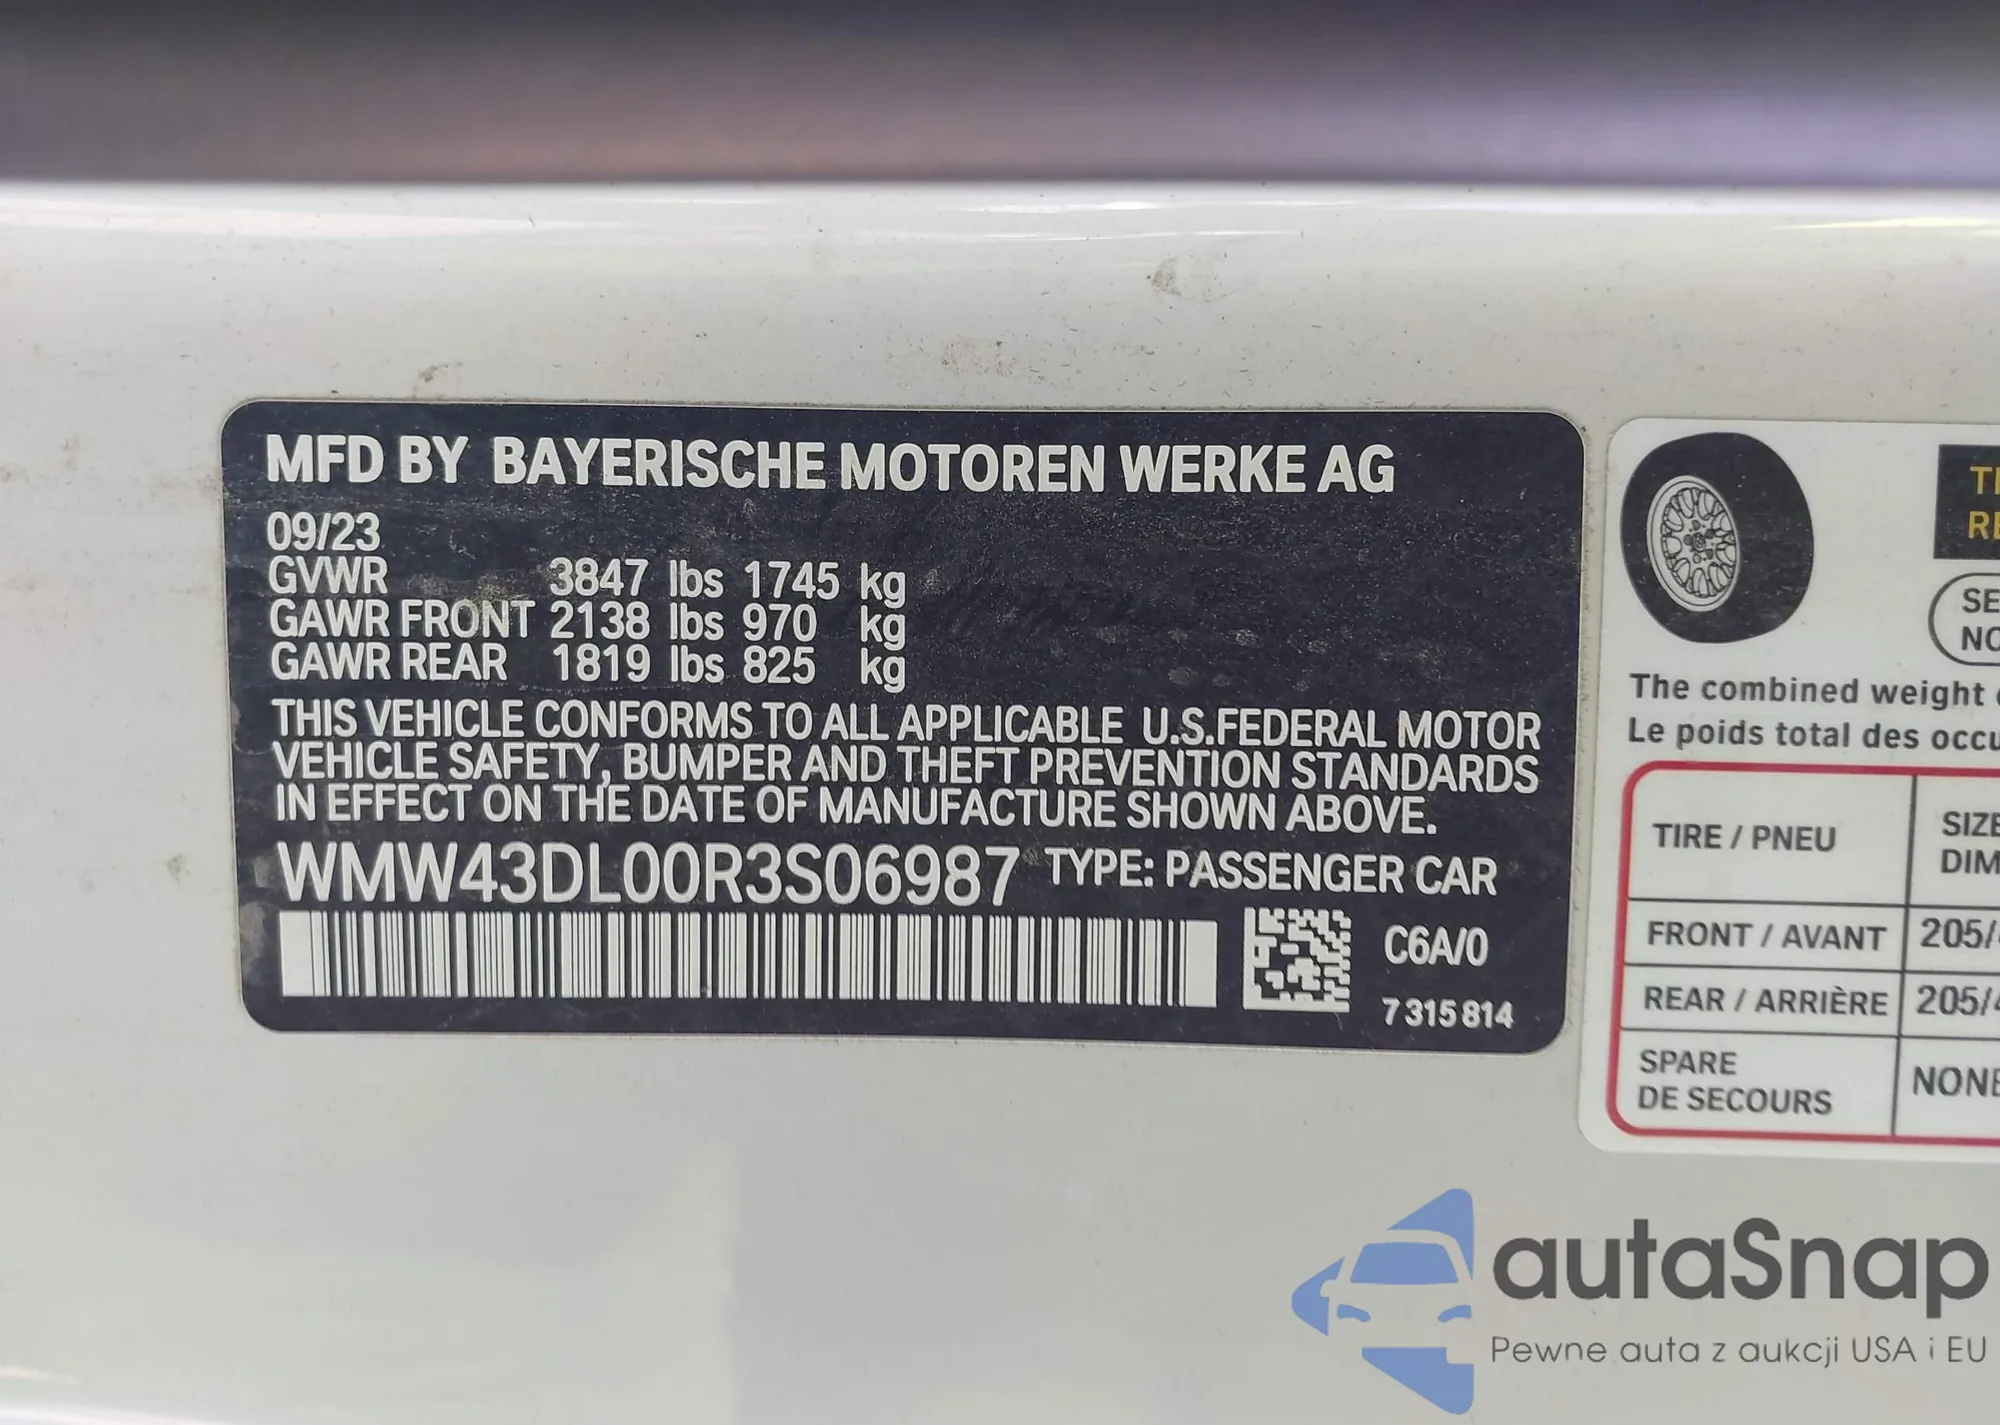 MFD BY BAYERISCHE MOTOREN WERKE AG
09/23
GVWR 3847 lbs 1745 kg
GAWR FRONT 2138 lbs 970 kg
GAWR REAR 1819 lbs 825 kg
THIS VEHICLE CONFORMS TO ALL APPLICABLE U.S.FEDERAL MOTOR
VEHICLE SAFETY, BUMPER AND THEFT PREVENTION STANDARDS
IN EFFECT ON THE DATE OF MANUFACTURE SHOWN ABOVE.
WMW43DL00R3S06987 TYPE: PASSENGER CAR
C6A/0
7 315 814
The combined weight
Le poids total des
TIRE / PNEU
FRONT / AVANT 205/
REAR / ARRIÈRE 205/
SPARE
DE SECOURS
autaSnap
Pewne auta z aukcji USA i EU